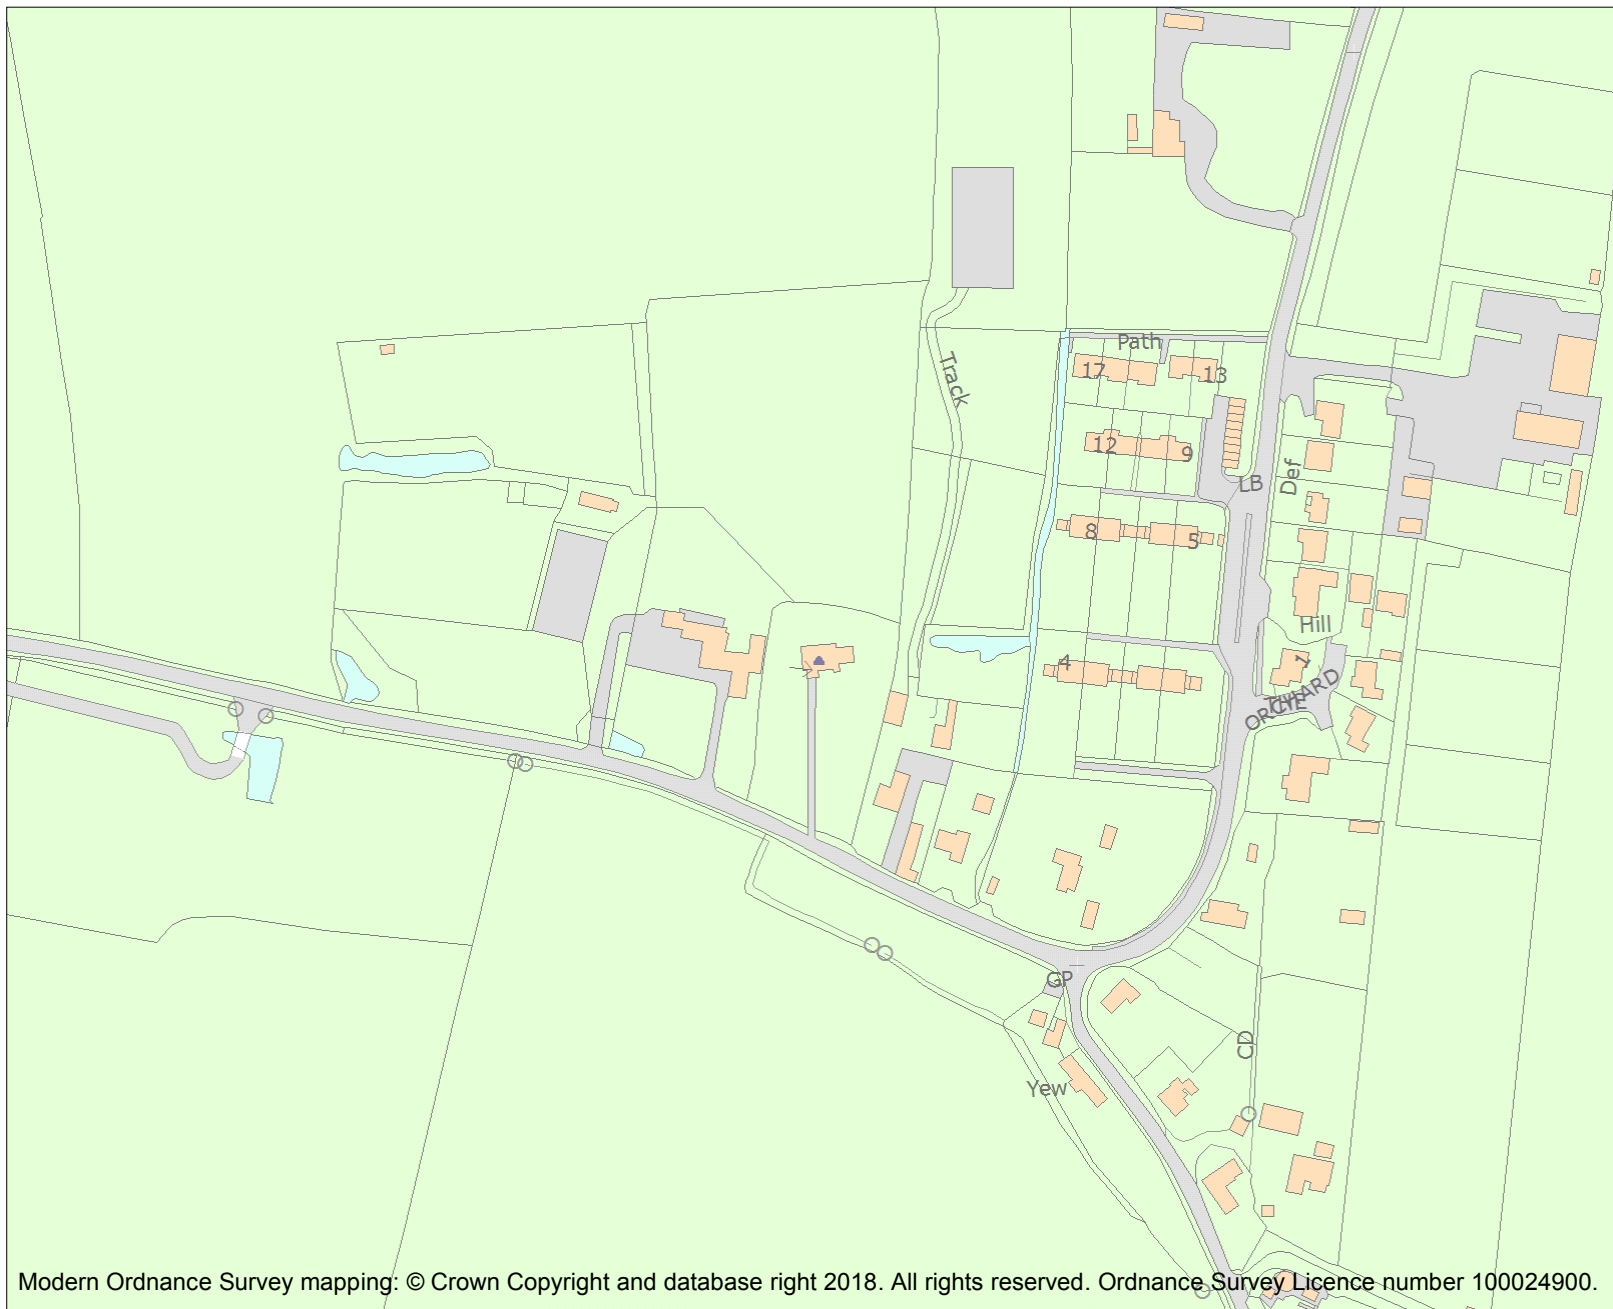 Path
17
13
Track
12
9
LB
Def
8
5
Hill
4
1
THE
ORCHARD
GP
CD
Yew
Modern Ordnance Survey mapping: © Crown Copyright and database right 2018. All rights reserved. Ordnance Survey Licence number 100024900.